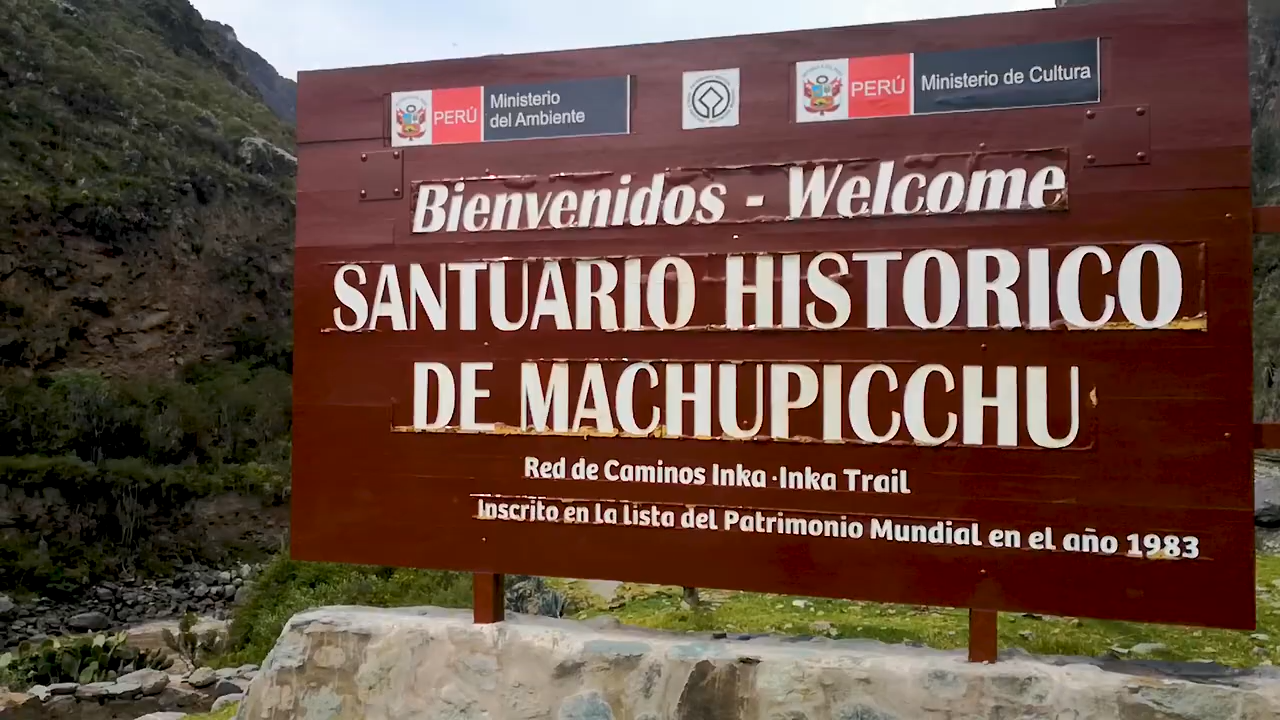 PERÚ Ministerio del Ambiente
PERÚ Ministerio de Cultura
Bienvenidos - Welcome
SANTUARIO HISTORICO
DE MACHUPICCHU
Red de Caminos Inka · Inka Trail
Inscrito en la lista del Patrimonio Mundial en el año 1983